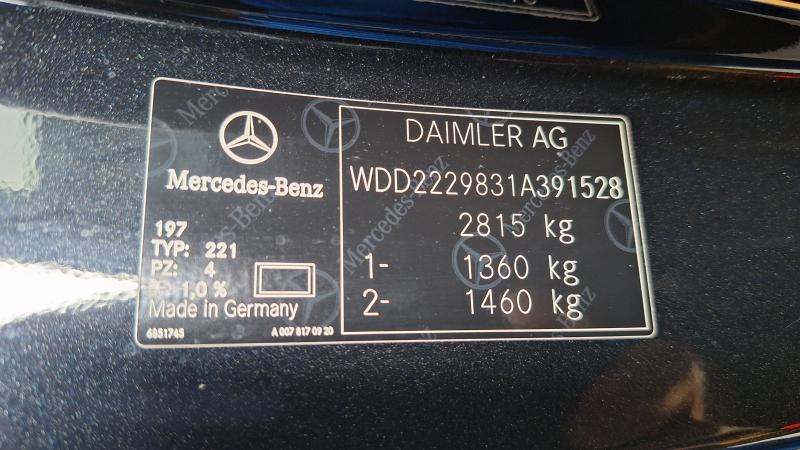 Mercedes-Benz
197
TYP: 221
PZ: 4
1.0 %
Made in Germany
6851745
A 007 817 09 20
DAIMLER AG
WDD2229831A391528
2815 kg
1- 1360 kg
2- 1460 kg